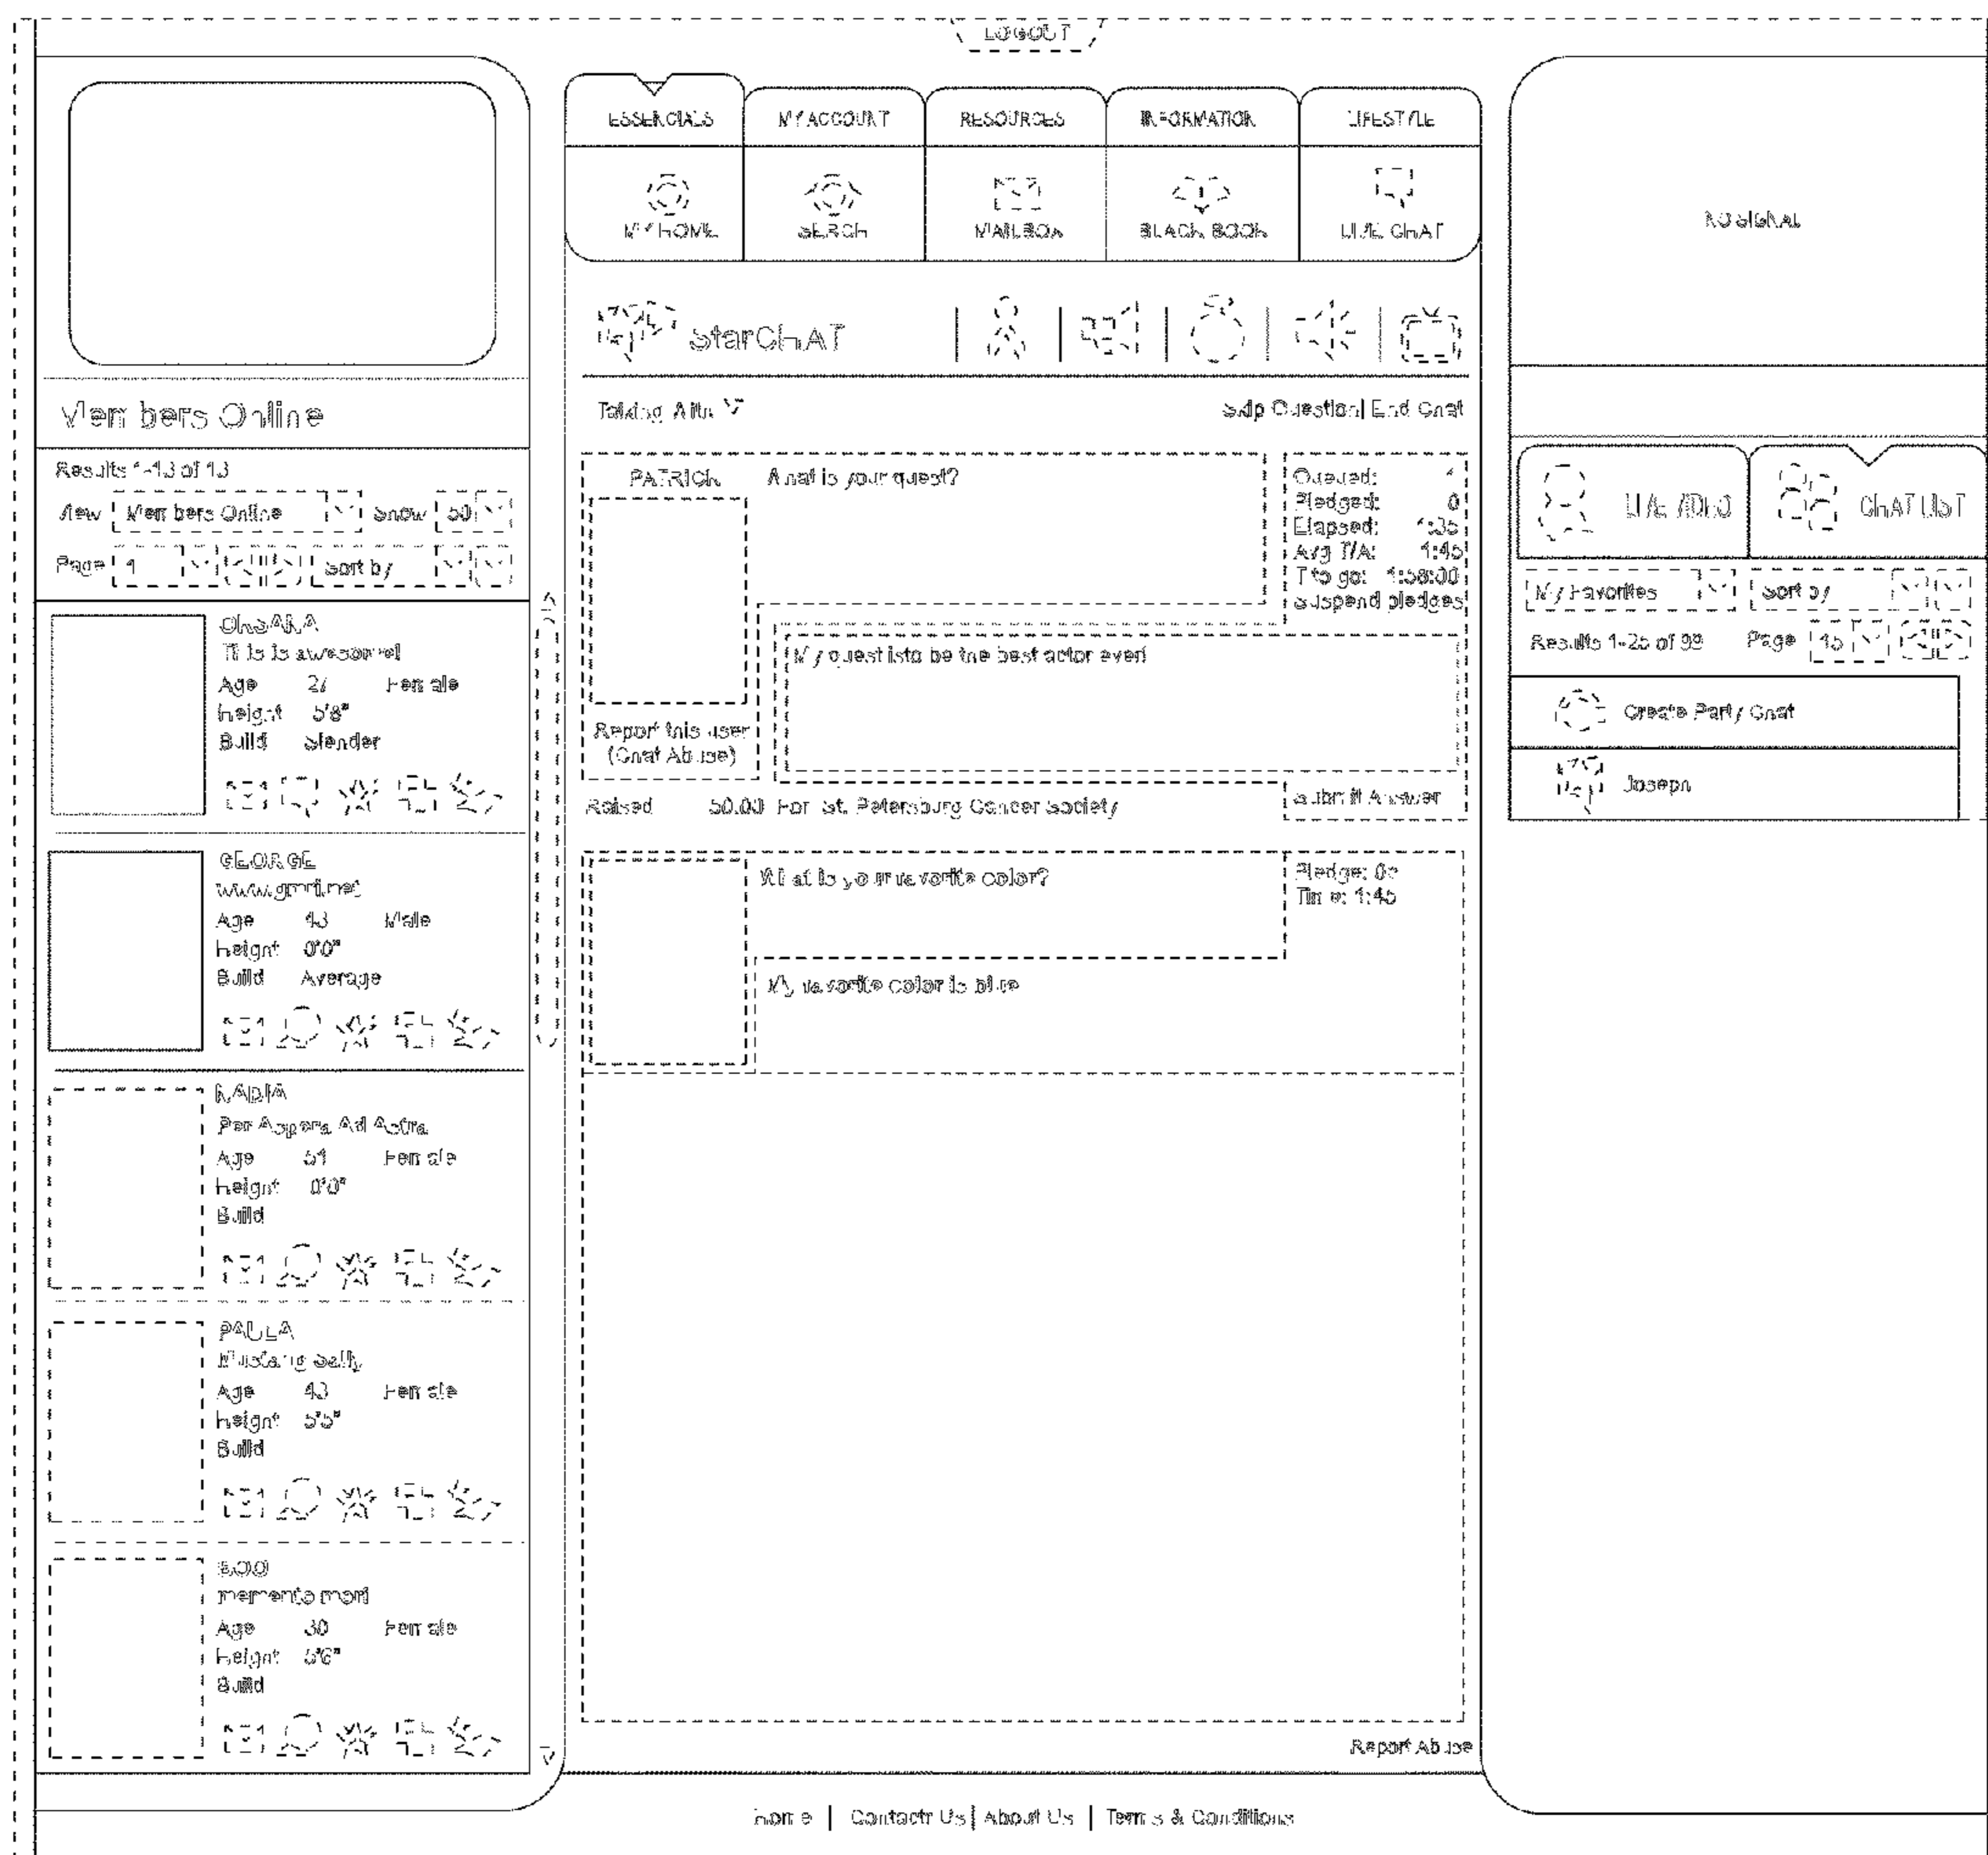 LOGOUT
ESSENCIALS MY ACCOUNT RESOURCES INFORMATION LIFESTYLE
MY HOME SERCH MAILBOX BLACK BOOK LIVE CHAT
StarCHAT
Talking With
Skip Question| End Chat
PATRICK
What is your quest?
Queued: 1
Pledged: 0
Elapsed: 1:35
Avg T/A: 1:45
T to go: 1:58:00
Suspend pledges
My quest is to be the best actor ever!
Report this user
(Chat Abuse)
Submit Answer
Raised 50.00 For St. Petersburg Cancer Society
What is your favorite color?
Pledge:
Time: 1:45
My favorite color is blue
Report Abuse
Members Online
Results 1-13 of 13
View Members Online Show 50
Page 1 Sort by
This is awesome!
Age 27 Female
Height 5'8"
Build Slender
GEORGE
Age 43 Male
Height 0'0"
Build Average
NADIA
Per Aspera Ad Astra
Age 51 Female
Height 0'0"
Build
PAULA
Mustang Sally
Age 43 Female
Height 5'5"
Build
memento mori
Age 30 Female
Height 5'6"
Build
NO SIGNAL
LIVE VIDEO CHAT LIST
My Favorites Sort by
Results 1-25 of 99 Page 15
Create Party Chat
Joseph
Home | Contactr Us | About Us | Terms & Conditions